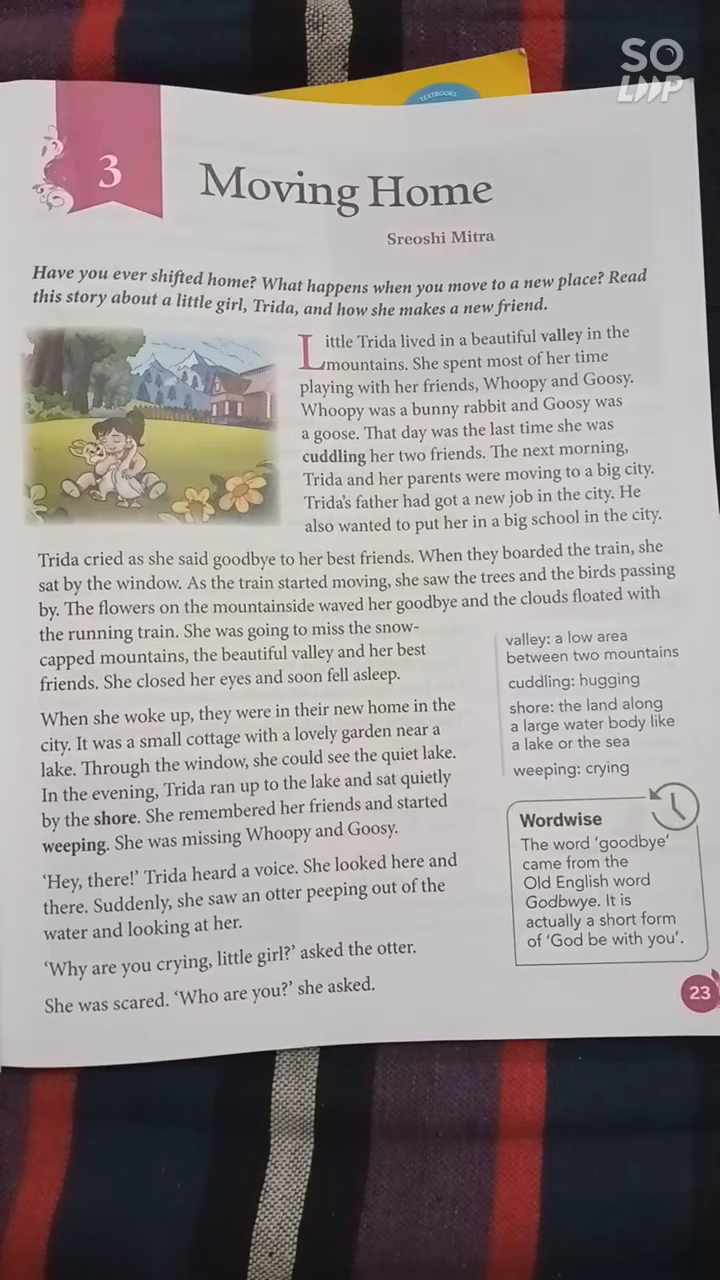 SO
LOOP
TEXTBOOKS
3
Moving Home
Sreoshi Mitra
Have you ever shifted home? What happens when you move to a new place? Read
this story about a little girl, Trida, and how she makes a new friend.
Little Trida lived in a beautiful valley in the
mountains. She spent most of her time
playing with her friends, Whoopy and Goosy.
Whoopy was a bunny rabbit and Goosy was
a goose. That day was the last time she was
cuddling her two friends. The next morning,
Trida and her parents were moving to a big city.
Trida's father had got a new job in the city. He
also wanted to put her in a big school in the city.
Trida cried as she said goodbye to her best friends. When they boarded the train, she
sat by the window. As the train started moving, she saw the trees and the birds passing
by. The flowers on the mountainside waved her goodbye and the clouds floated with
the running train. She was going to miss the snow-
capped mountains, the beautiful valley and her best
friends. She closed her eyes and soon fell asleep.
When she woke up, they were in their new home in the
city. It was a small cottage with a lovely garden near a
lake. Through the window, she could see the quiet lake.
In the evening, Trida ran up to the lake and sat quietly
by the shore. She remembered her friends and started
weeping. She was missing Whoopy and Goosy.
'Hey, there!' Trida heard a voice. She looked here and
there. Suddenly, she saw an otter peeping out of the
water and looking at her.
'Why are you crying, little girl?' asked the otter.
She was scared. 'Who are you?' she asked.
valley: a low area
between two mountains
cuddling: hugging
shore: the land along
a large water body like
a lake or the sea
weeping: crying
Wordwise
The word 'goodbye'
came from the
Old English word
Godbwye. It is
actually a short form
of 'God be with you'.
23